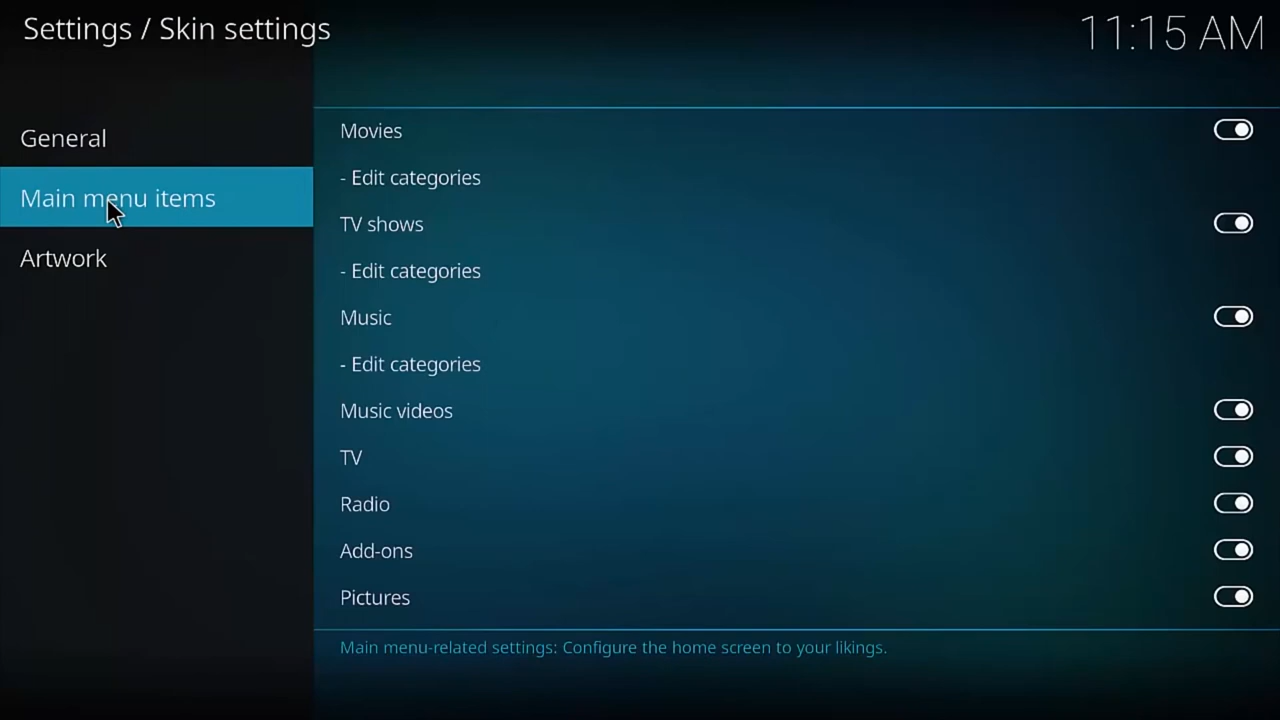 Settings / Skin settings
11:15 AM
General
Main menu items
Artwork
Movies
- Edit categories
TV shows
- Edit categories
Music
- Edit categories
Music videos
TV
Radio
Add-ons
Pictures
Main menu-related settings: Configure the home screen to your likings.